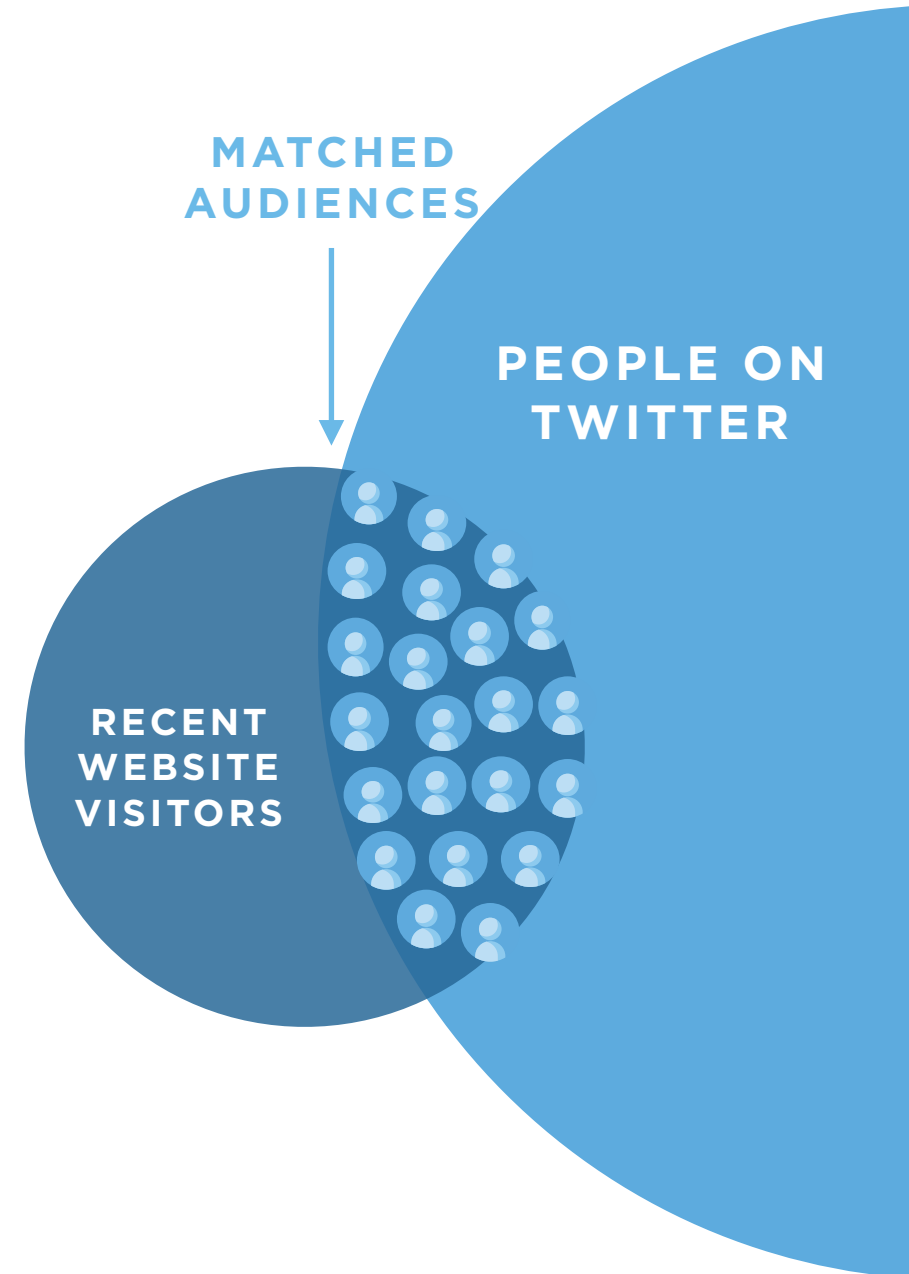 MATCHED
AUDIENCES
PEOPLE ON
TWITTER
RECENT
WEBSITE
VISITORS